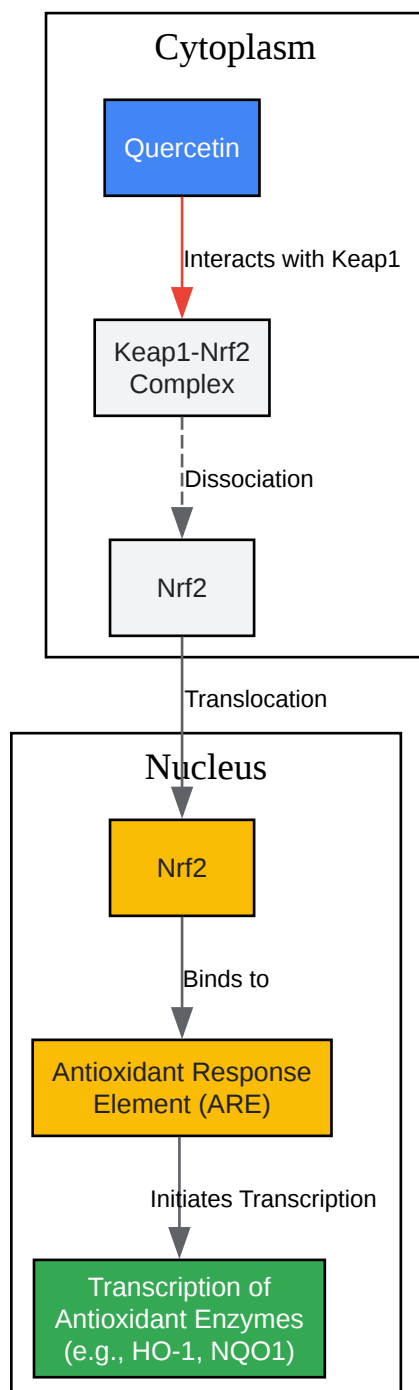 Cytoplasm
Quercetin
Interacts with Keap1
Keap1-Nrf2
Complex
Dissociation
Nrf2
Translocation
Nucleus
Nrf2
Binds to
Antioxidant Response
Element (ARE)
Initiates Transcription
Transcription of
Antioxidant Enzymes
(e.g., HO-1, NQO1)